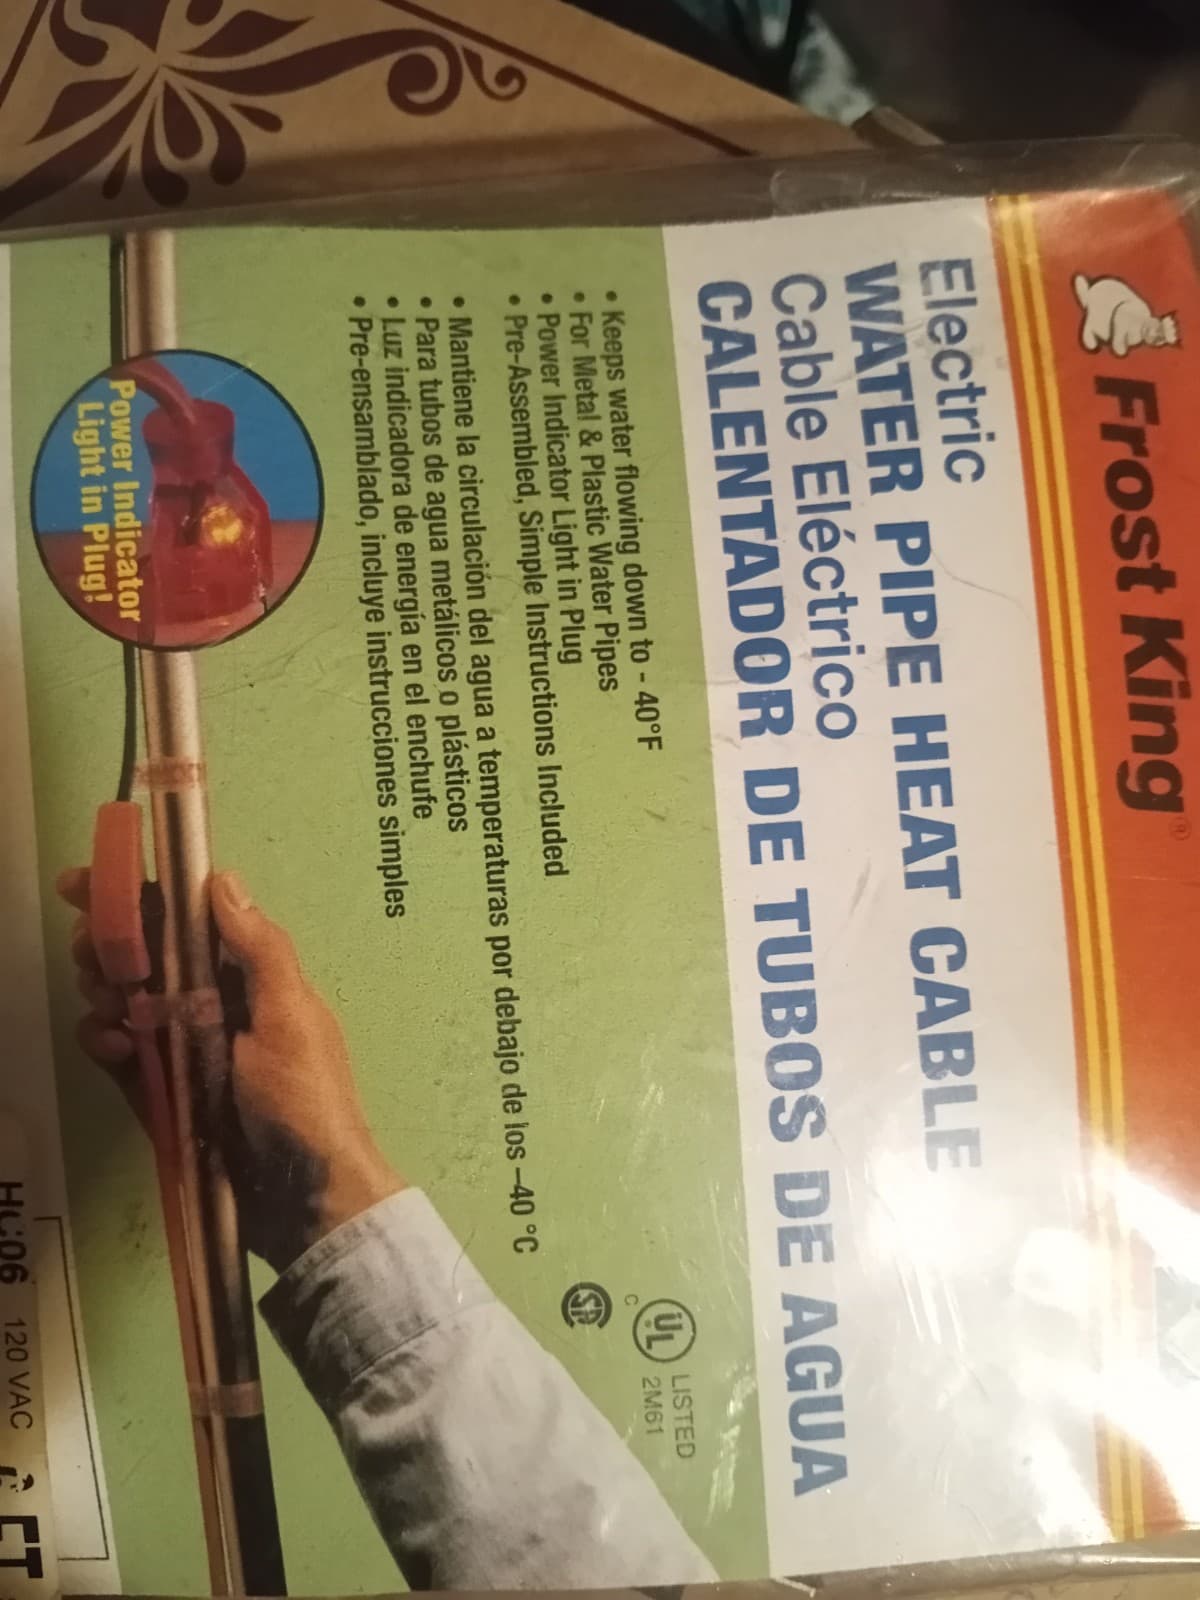 Frost King®
Electric
WATER PIPE HEAT CABLE
Cable Eléctrico
CALENTADOR DE TUBOS DE AGUA
• Keeps water flowing down to - 40°F
• For Metal & Plastic Water Pipes
• Power Indicator Light in Plug
• Pre-Assembled, Simple Instructions Included
• Mantiene la circulación del agua a temperaturas por debajo de los –40 °C
• Para tubos de agua metálicos o plásticos
• Luz indicadora de energía en el enchufe
• Pre-ensamblado, incluye instrucciones simples
C UL LISTED
2M61
SA
Power Indicator
Light in Plug!
120 VAC